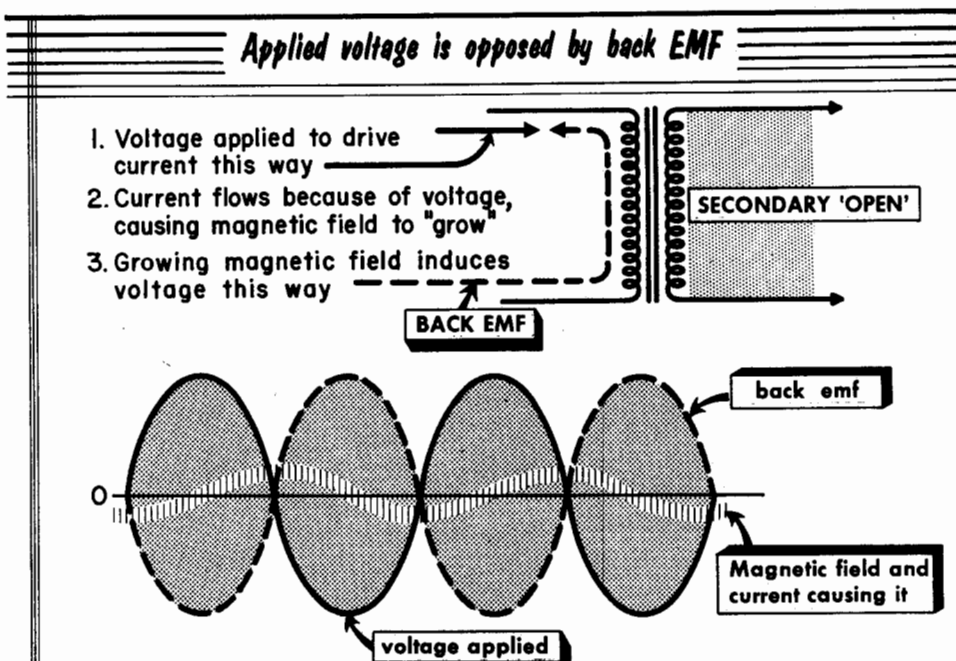 Applied voltage is opposed by back EMF
1. Voltage applied to drive
current this way
2. Current flows because of voltage,
causing magnetic field to "grow"
3. Growing magnetic field induces
voltage this way
BACK EMF
SECONDARY 'OPEN'
back emf
0
Magnetic field and
current causing it
voltage applied